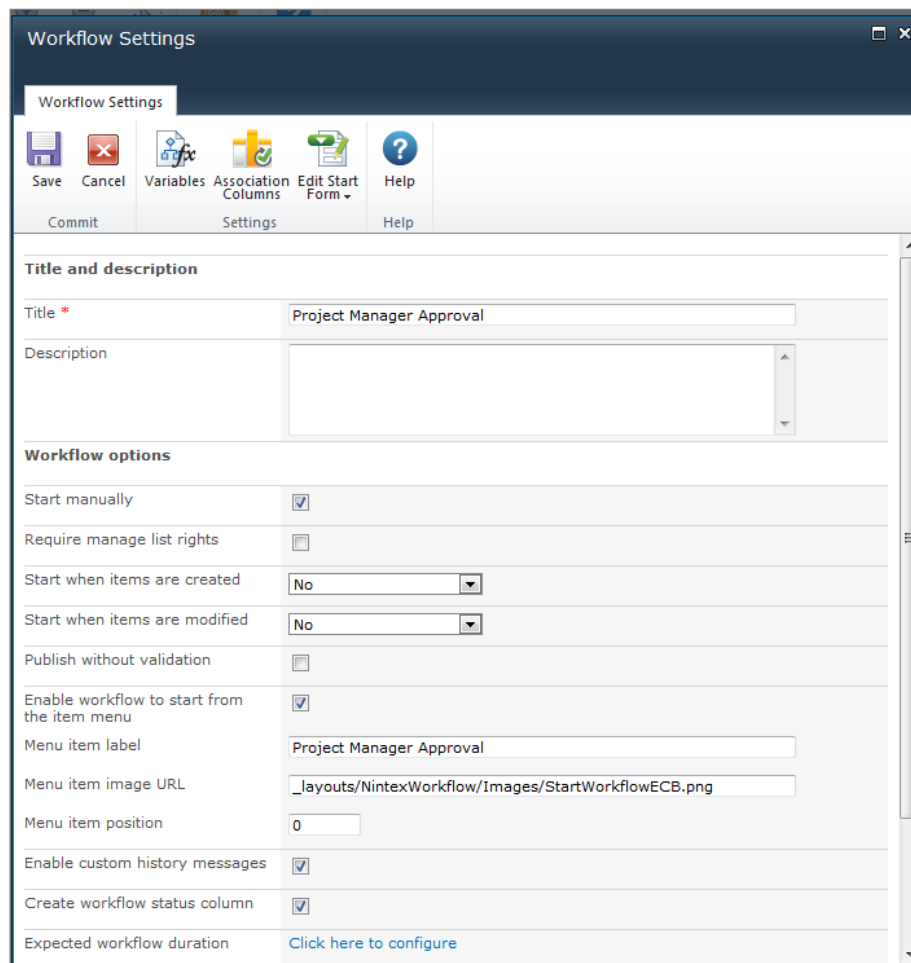 Workflow Settings
Workflow Settings
Save Cancel Variables Association Edit Start Help
Columns Form
Commit Settings Help
Title and description
Title * Project Manager Approval
Description
Workflow options
Start manually
Require manage list rights
Start when items are created No
Start when items are modified No
Publish without validation
Enable workflow to start from
the item menu
Menu item label Project Manager Approval
Menu item image URL _layouts/NintexWorkflow/Images/StartWorkflowECB.png
Menu item position 0
Enable custom history messages
Create workflow status column
Expected workflow duration Click here to configure